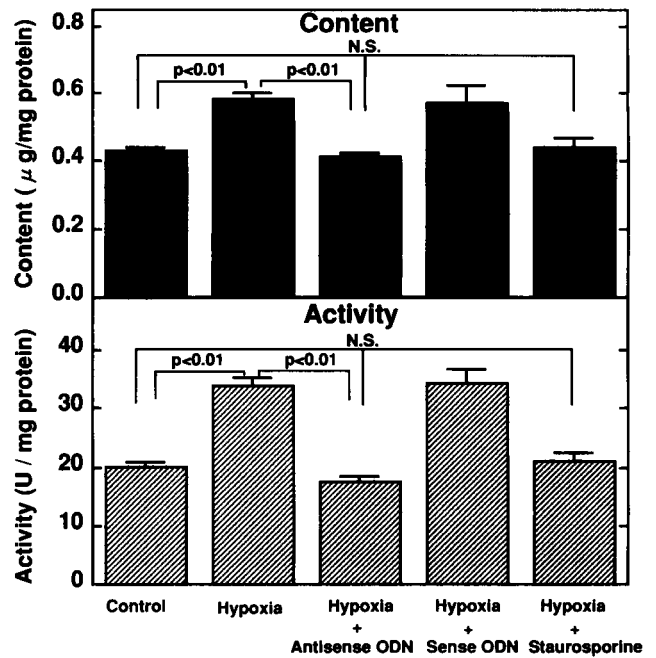 Content
N.S.
p<0.01 p<0.01
Content ( μ g/mg protein)
0.8
0.6
0.4
0.2
0.0
Activity
N.S.
p<0.01 p<0.01
Activity (U / mg protein)
40
30
20
10
0
Control Hypoxia Hypoxia Hypoxia Hypoxia
+ + +
Antisense ODN Sense ODN Staurosporine